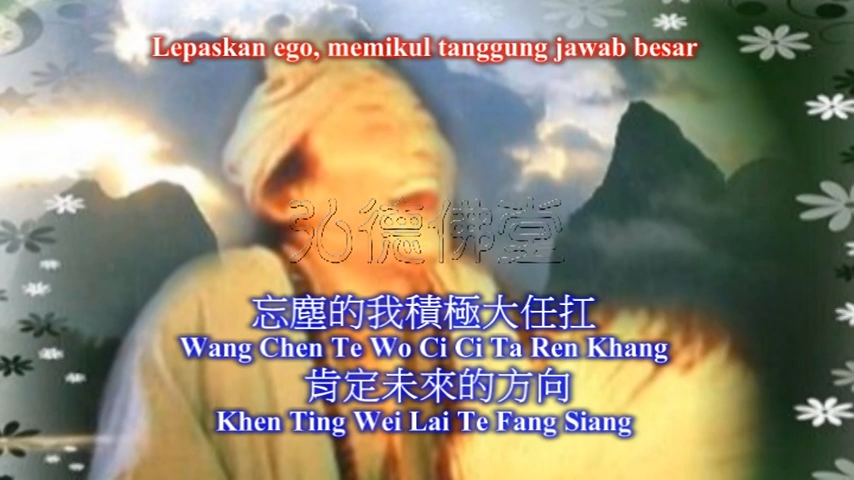 Lepaskan ego, memikul tanggung jawab besar
弘德佛堂
忘塵的我積極大任扛
Wang Chen Te Wo Ci Ci Ta Ren Khang
肯定未來的方向
Khen Ting Wei Lai Te Fang Siang